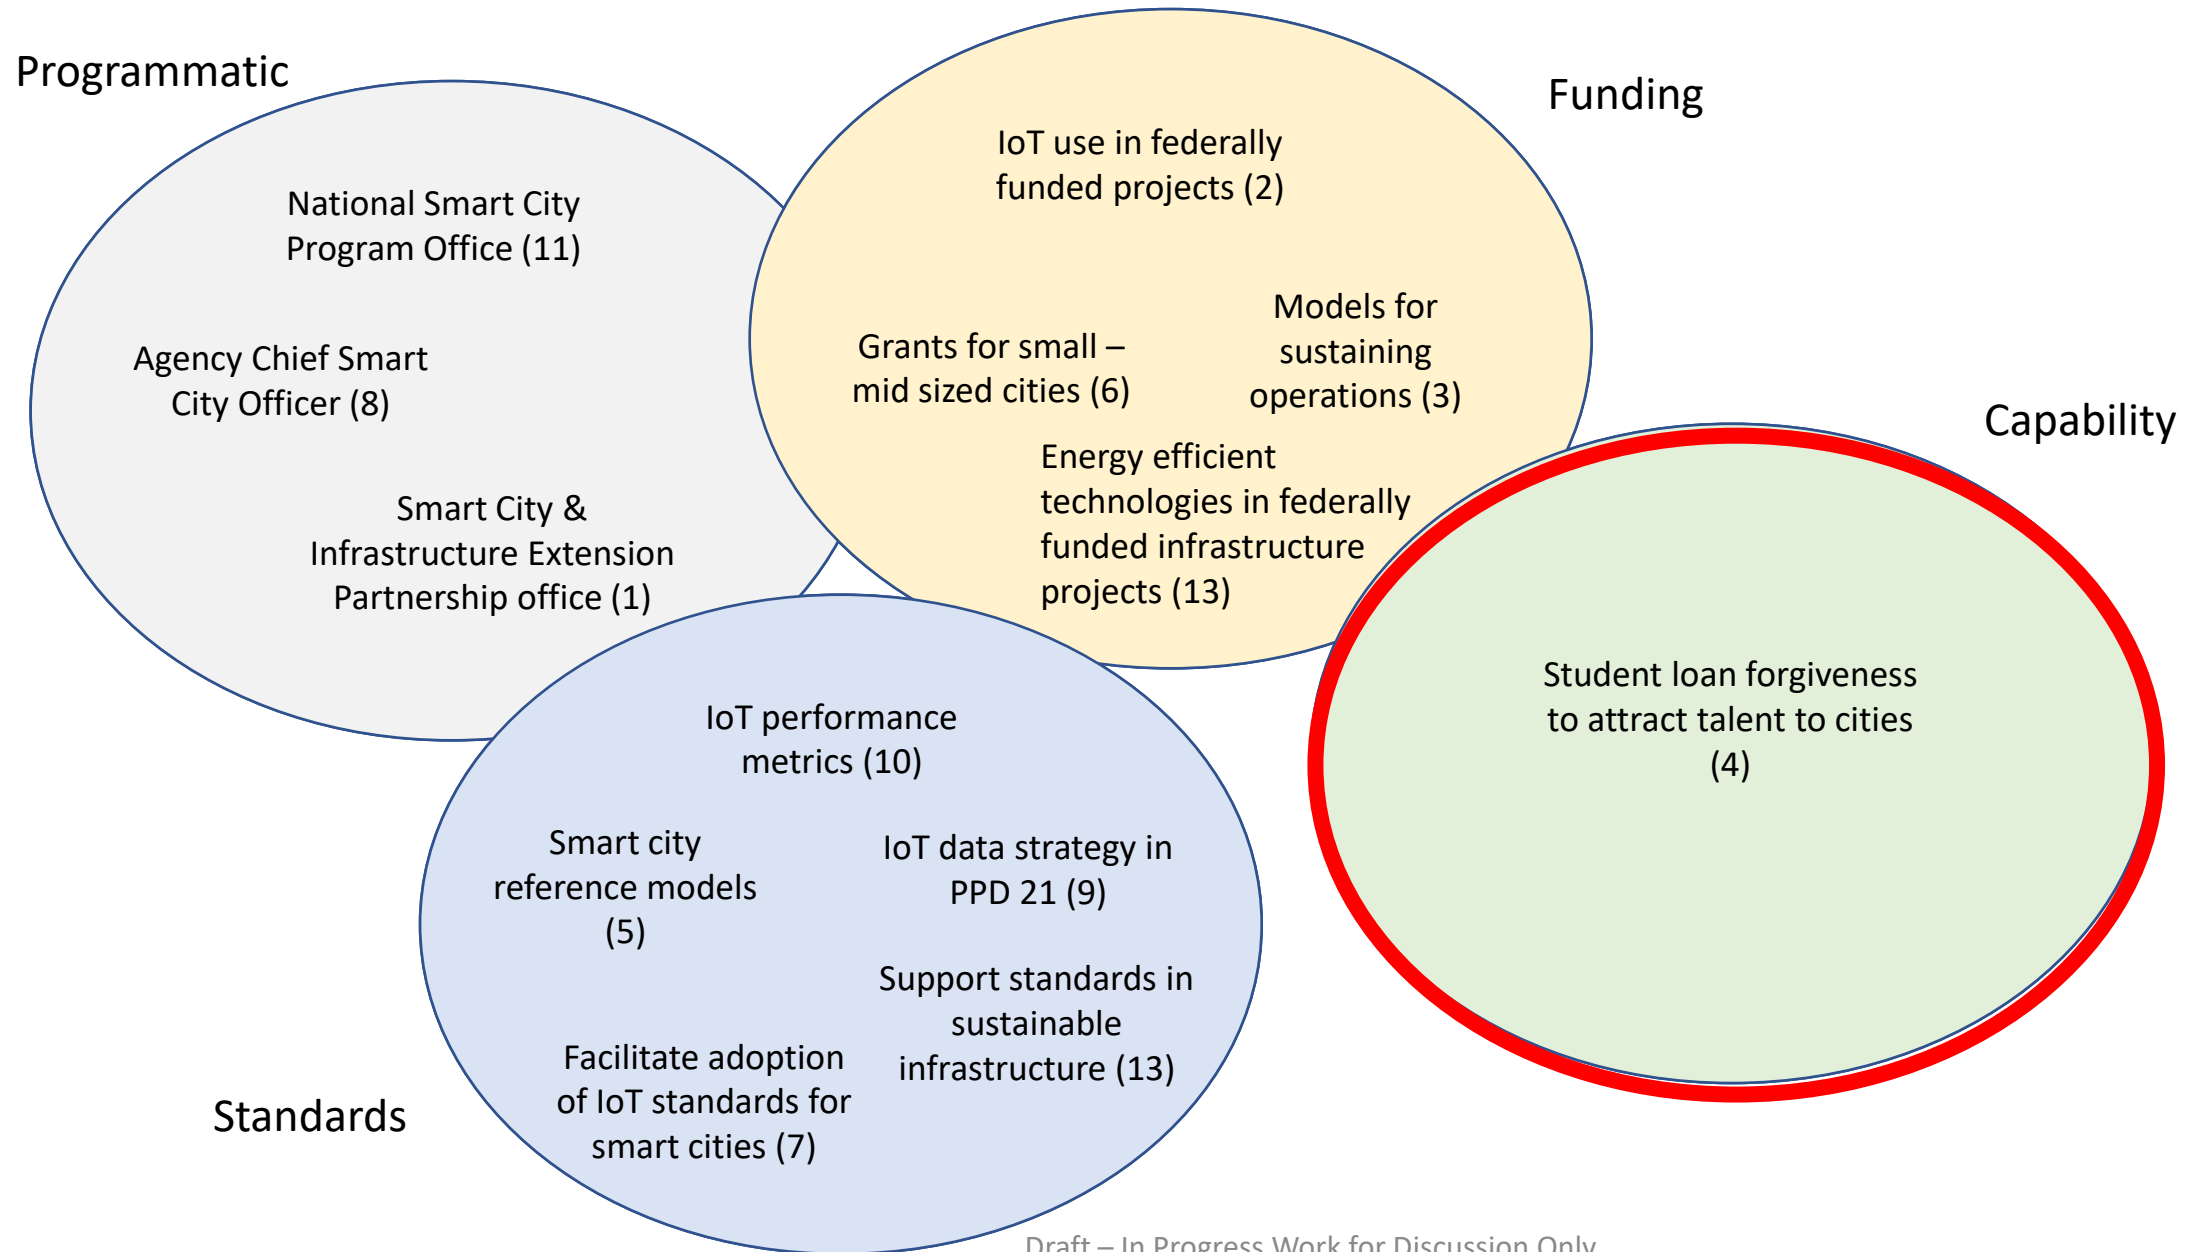 Programmatic
National Smart City
Program Office (11)
Agency Chief Smart
City Officer (8)
Smart City &
Infrastructure Extension
Partnership office (1)
Funding
IoT use in federally
funded projects (2)
Grants for small –
mid sized cities (6)
Models for
sustaining
operations (3)
Energy efficient
technologies in federally
funded infrastructure
projects (13)
Capability
Student loan forgiveness
to attract talent to cities
(4)
Standards
IoT performance
metrics (10)
Smart city
reference models
(5)
IoT data strategy in
PPD 21 (9)
Support standards in
sustainable
infrastructure (13)
Facilitate adoption
of IoT standards for
smart cities (7)
Draft – In Progress Work for Discussion Only